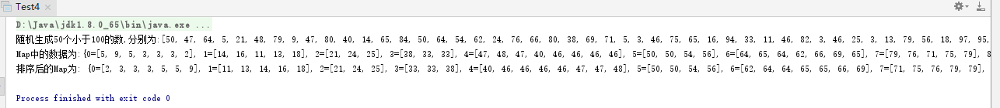 Test4
D:\Java\jdk1.8.0_65\bin\java.exe ...
随机生成50个小于100的数,分别为:[50, 47, 64, 5, 21, 48, 79, 9, 47, 80, 40, 14, 65, 84, 50, 64, 54, 62, 24, 76, 66, 80, 38, 69, 71, 5, 3, 46, 75, 65, 16, 94, 33, 11, 46, 82, 3, 46, 25, 3, 13, 79, 56, 18, 97, 95,
Map中的数据为:{0=[5, 9, 5, 3, 3, 3, 2], 1=[14, 16, 11, 13, 18], 2=[21, 24, 25], 3=[38, 33, 33], 4=[47, 48, 47, 40, 46, 46, 46, 46], 5=[50, 50, 54, 56], 6=[64, 65, 64, 62, 66, 69, 65], 7=[79, 76, 71, 75, 79], 8
排序后的Map为: {0=[2, 3, 3, 3, 5, 5, 9], 1=[11, 13, 14, 16, 18], 2=[21, 24, 25], 3=[33, 33, 38], 4=[40, 46, 46, 46, 46, 47, 47, 48], 5=[50, 50, 54, 56], 6=[62, 64, 64, 65, 65, 66, 69], 7=[71, 75, 76, 79, 79],
Process finished with exit code 0